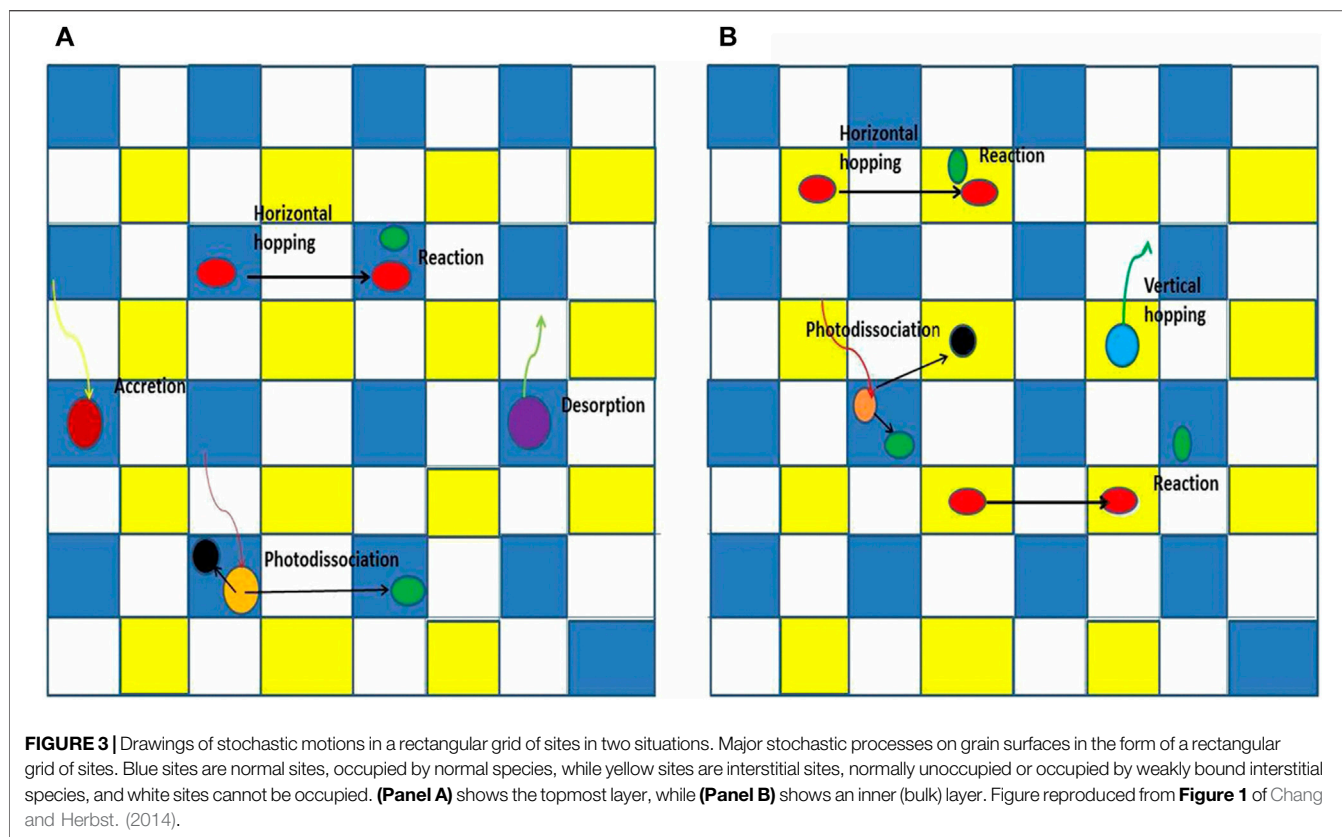 A
B
Horizontal
hopping
Reaction
Accretion
Desorption
Photodissociation
Horizontal
hopping
Reaction
Photodissociation
Vertical
hopping
Reaction
FIGURE 3 | Drawings of stochastic motions in a rectangular grid of sites in two situations. Major stochastic processes on grain surfaces in the form of a rectangular
grid of sites. Blue sites are normal sites, occupied by normal species, while yellow sites are interstitial sites, normally unoccupied or occupied by weakly bound interstitial
species, and white sites cannot be occupied. (Panel A) shows the topmost layer, while (Panel B) shows an inner (bulk) layer. Figure reproduced from Figure 1 of Chang
and Herbst. (2014).